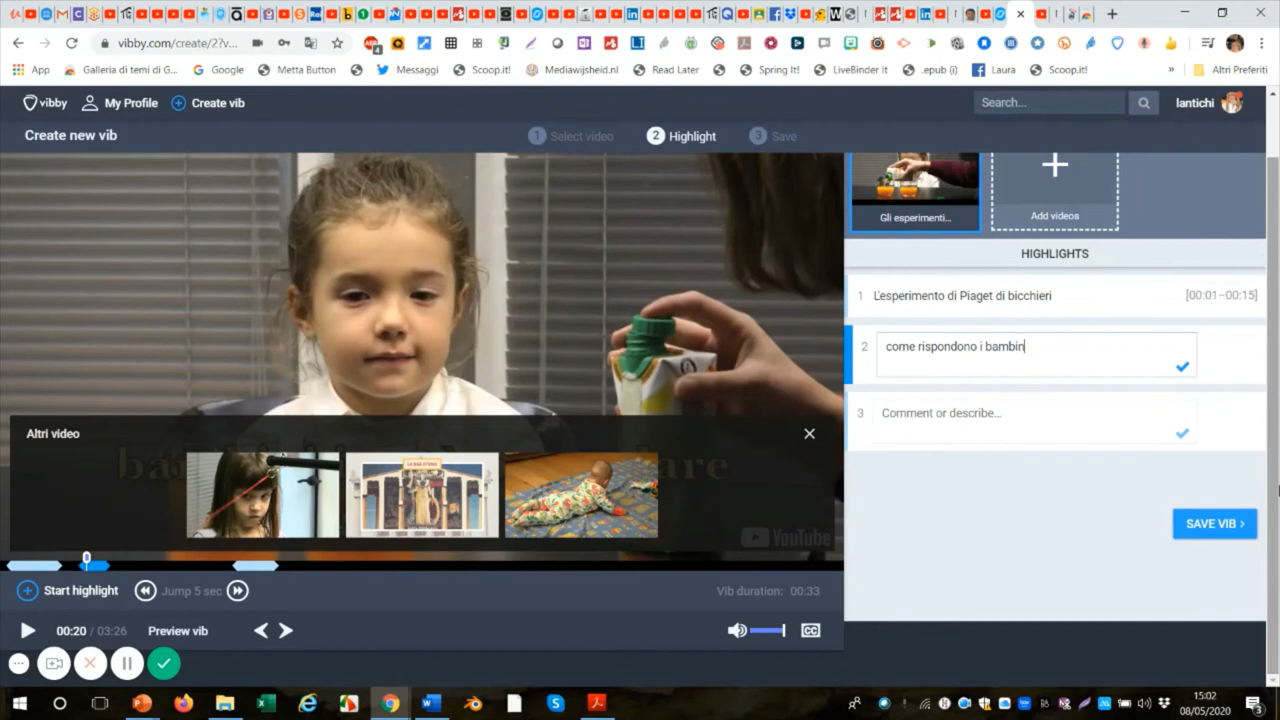 vibby.com/create/2?v...
App
Galleria di temi di G...
Google
Metta Button
Messaggi
Scoop.it!
Mediawijsheid.nl
Read Later
Spring It!
LiveBinder It
.epub (i)
Laura
Scoop.it!
»
Altri Preferiti
vibby
My Profile
Create vib
Search...
Iantichi
Create new vib
1 Select video
2 Highlight
3 Save
Gli esperimenti...
Add videos
HIGHLIGHTS
1 L'esperimento di Piaget di bicchieri [00:01–00:15]
2 come rispondono i bambin
3 Comment or describe...
SAVE VIB >
Altri video
YouTube
Start highlight
Jump 5 sec
Vib duration: 00:33
00:20 / 03:26
Preview vib
CC
15:02
08/05/2020